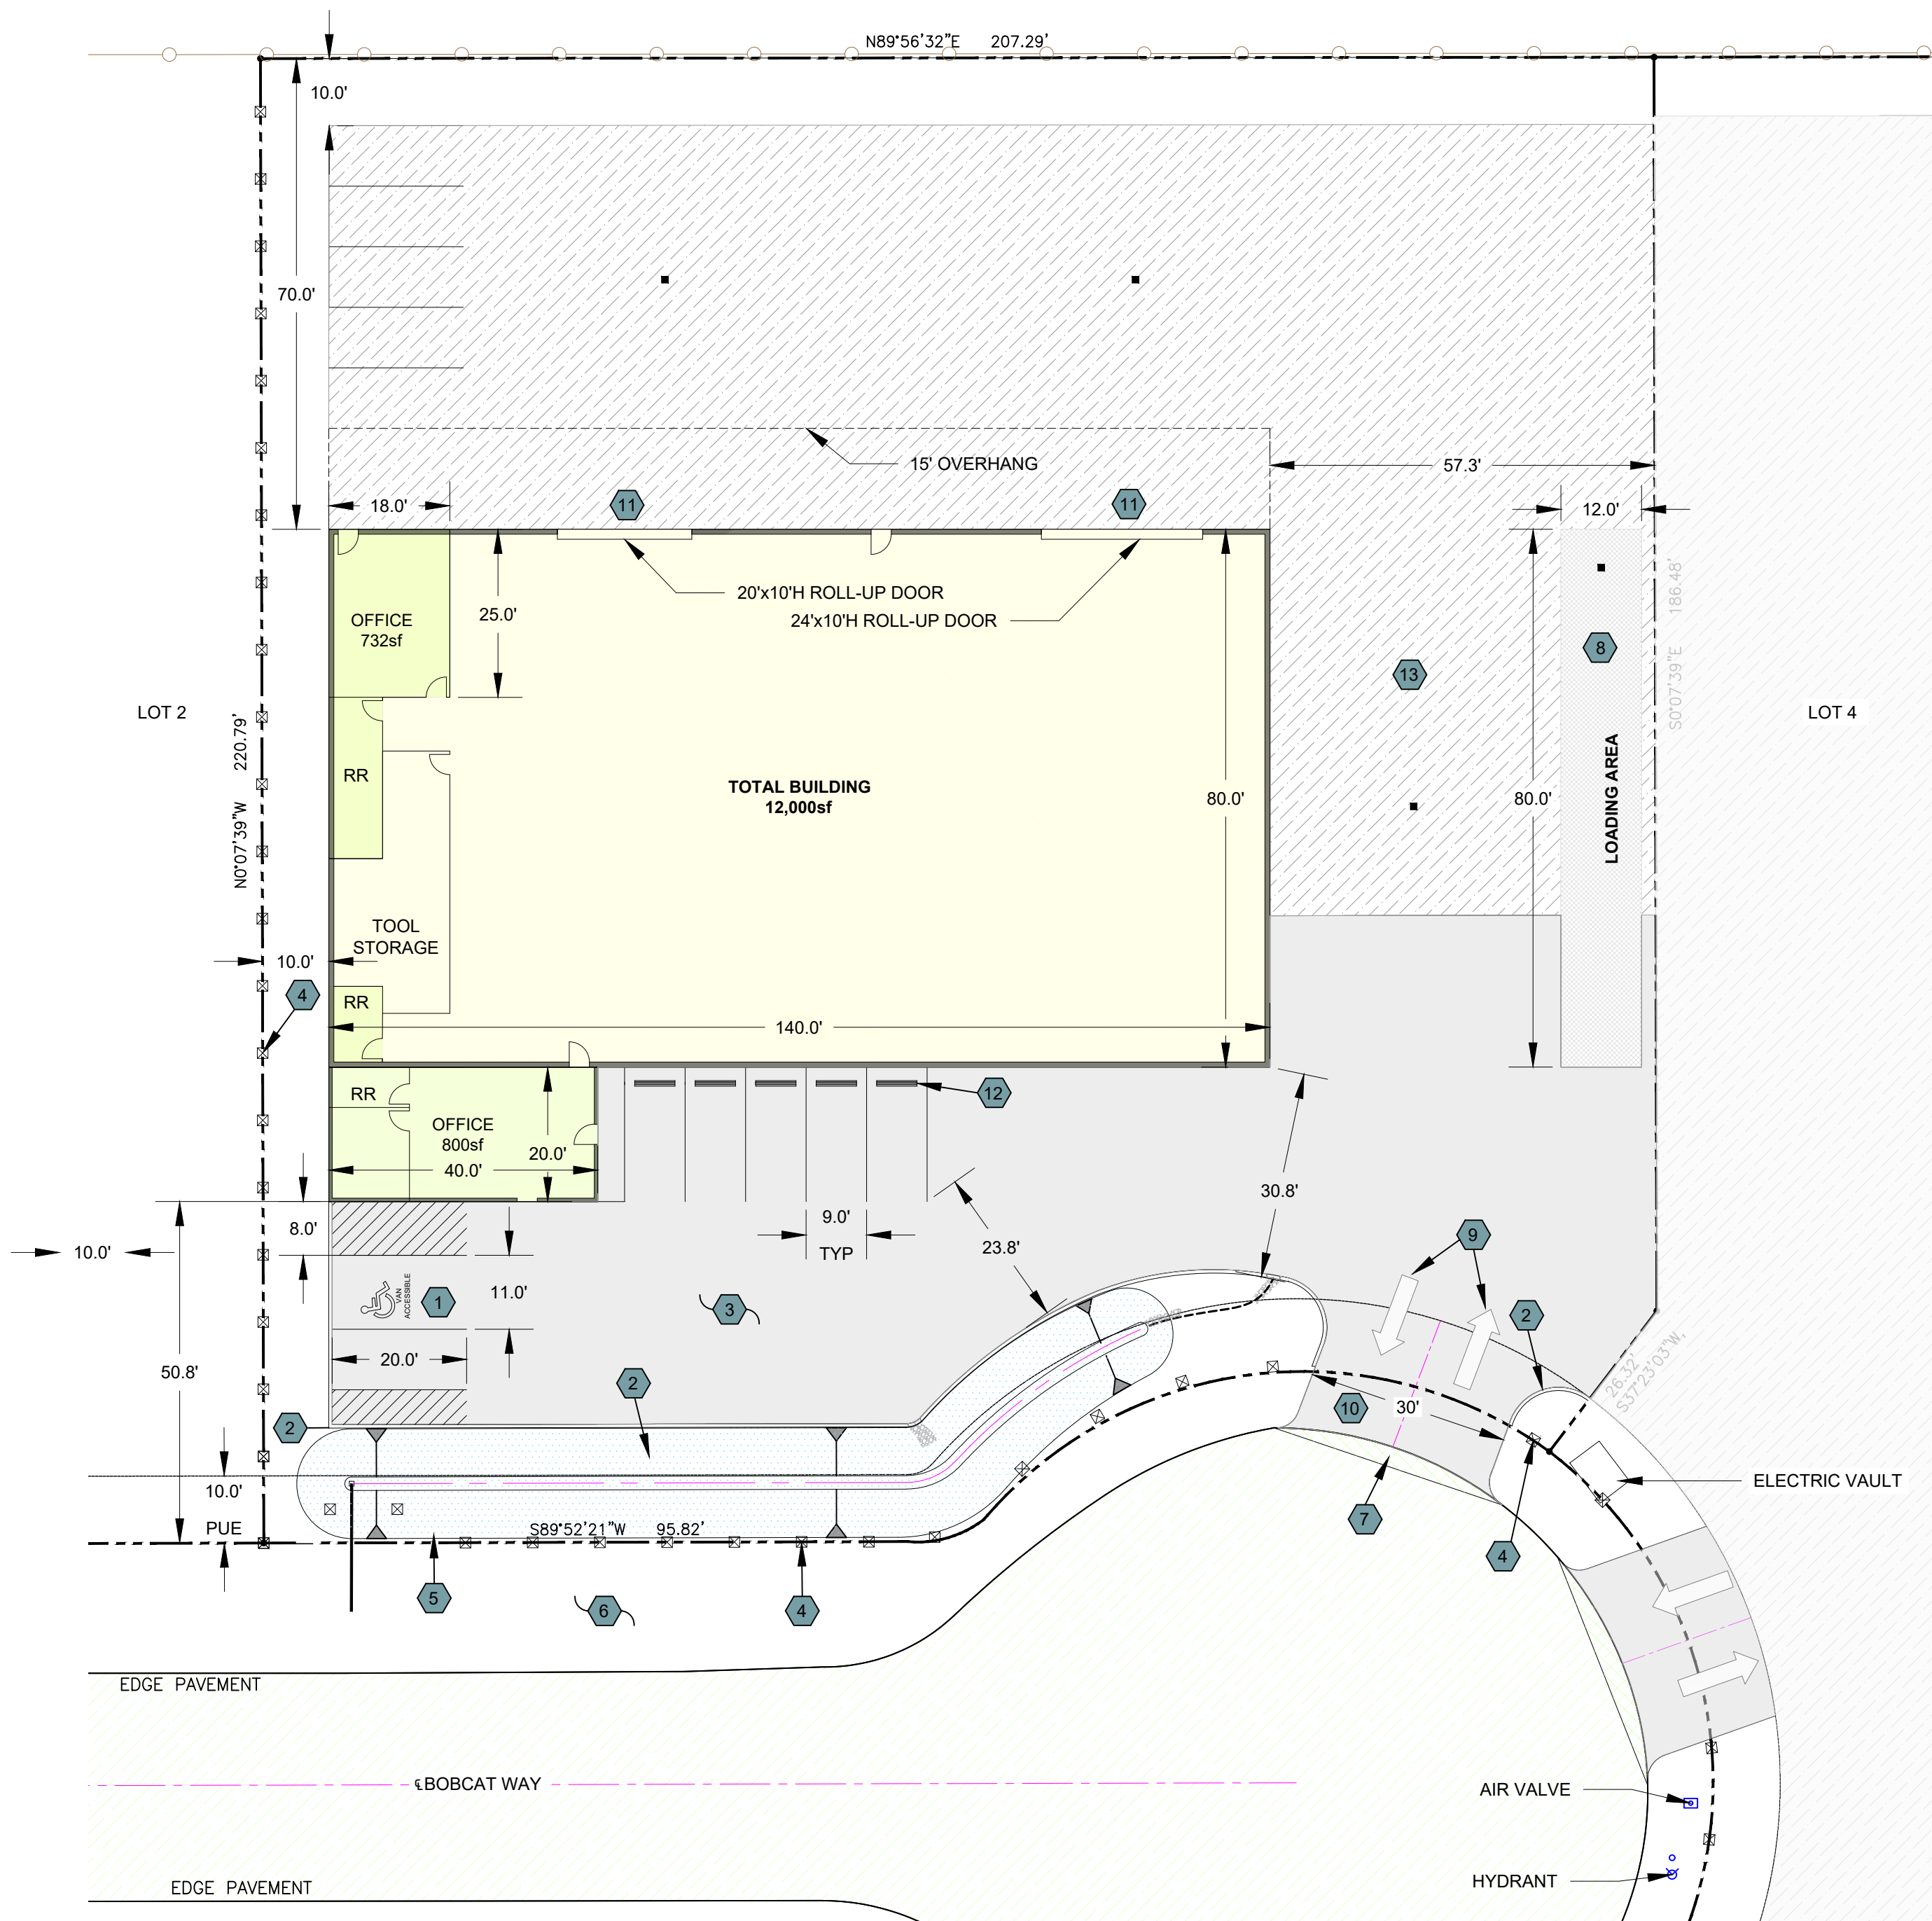 N89°56'32"E 207.29'
10.0'
70.0'
15' OVERHANG
57.3'
18.0'
11
11
12.0'
20'x10'H ROLL-UP DOOR
24'x10'H ROLL-UP DOOR
25.0'
OFFICE
732sf
S0°07'39"E 186.48'
8
13
LOT 2
LOT 4
N0°07'39"W 220.79'
RR
TOTAL BUILDING
12,000sf
80.0'
80.0'
LOADING AREA
TOOL
STORAGE
10.0'
4
RR
140.0'
RR
12
OFFICE
800sf
20.0'
40.0'
30.8'
8.0'
9.0'
TYP
23.8'
9
10.0'
11.0'
VAN
ACCESSIBLE
1
3
2
20.0'
50.8'
2
26.32'
S37°23'03"W,
30'
10
2
ELECTRIC VAULT
10.0'
PUE
S89°52'21"W 95.82'
7
4
5
6
4
EDGE PAVEMENT
℄BOBCAT WAY
AIR VALVE
HYDRANT
EDGE PAVEMENT